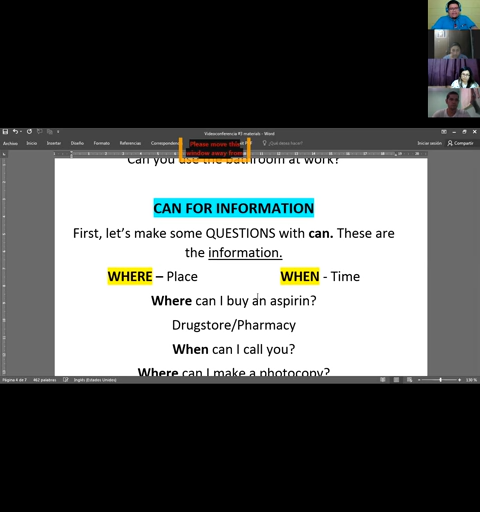 Videoconferencia #3 materials - Word
Archivo Inicio Insertar Diseño Formato Referencias Correspondencia ¿Qué desea hacer? Iniciar sesión Compartir
Please move this
window away from
Can you use the bathroom at work?
CAN FOR INFORMATION
First, let's make some QUESTIONS with can. These are
the information.
WHERE – Place WHEN - Time
Where can I buy an aspirin?
Drugstore/Pharmacy
When can I call you?
Where can I make a photocopy?
Página 4 de 7 462 palabras Inglés (Estados Unidos) 130 %